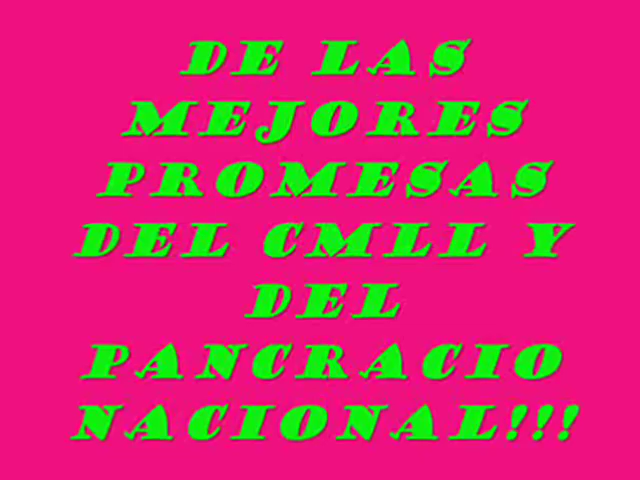 DE LAS
MEJORES
PROMESAS
DEL CMLL Y
DEL
PANCRACIO
NACIONAL!!!